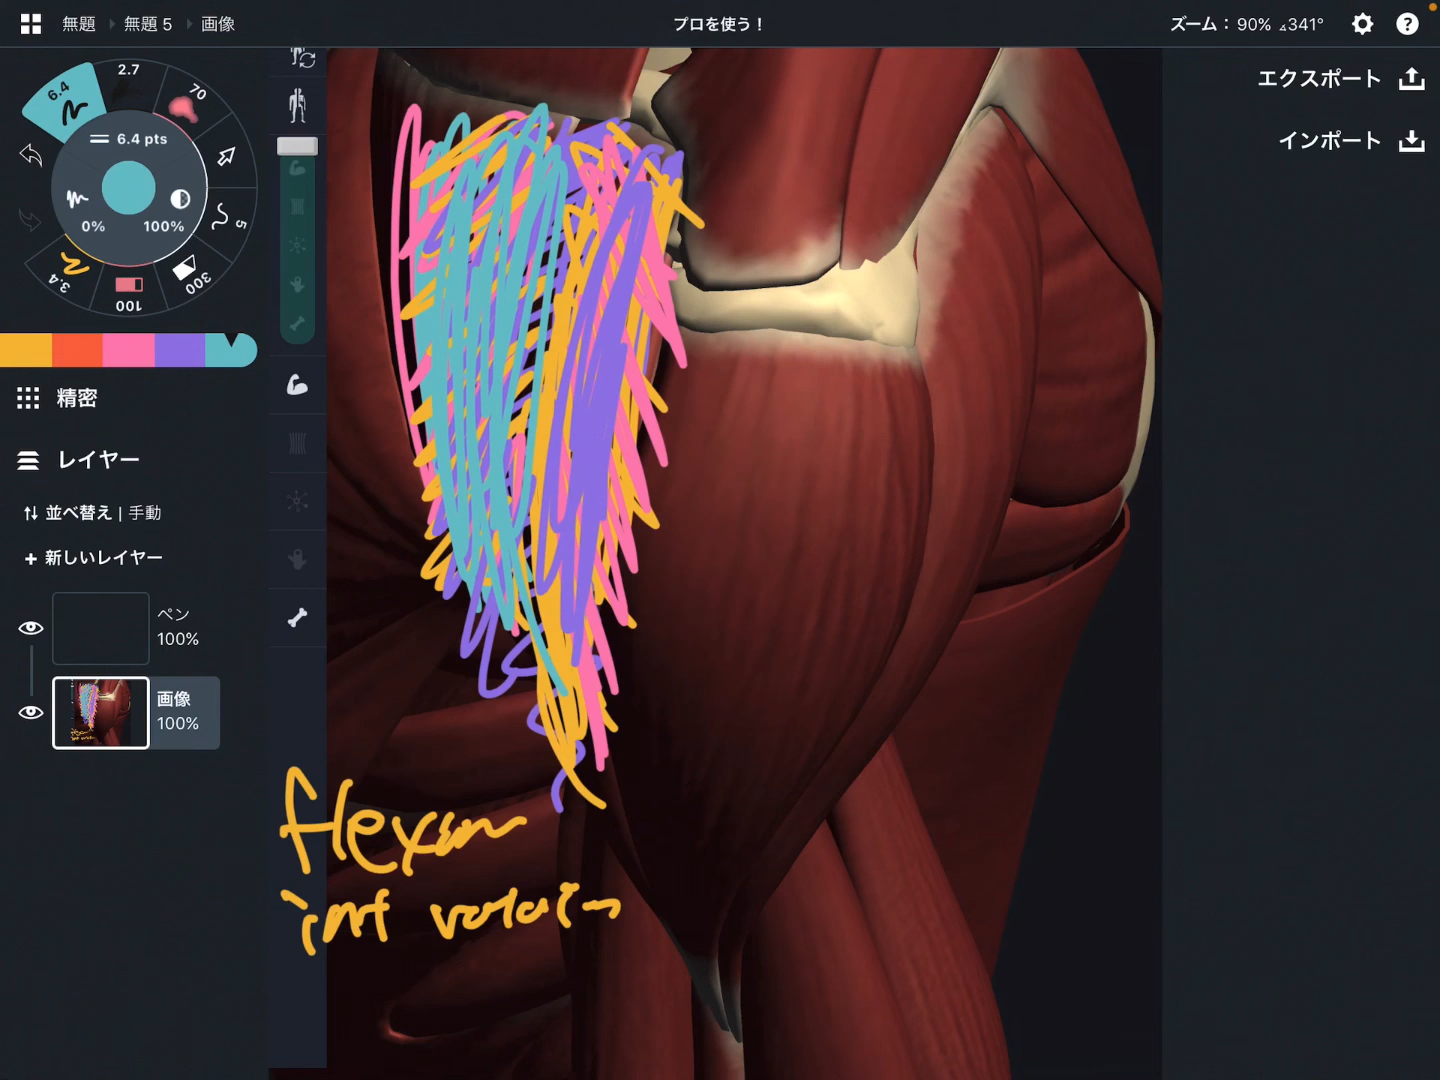 無題 無題 5 画像
プロを使う!
ズーム: 90% ⊿341°
エクスポート
インポート
2.7
6.4
70
6.4 pts
0% 100%
5
3.4
100
300
精密
レイヤー
並べ替え | 手動
+ 新しいレイヤー
ペン
100%
画像
100%
int